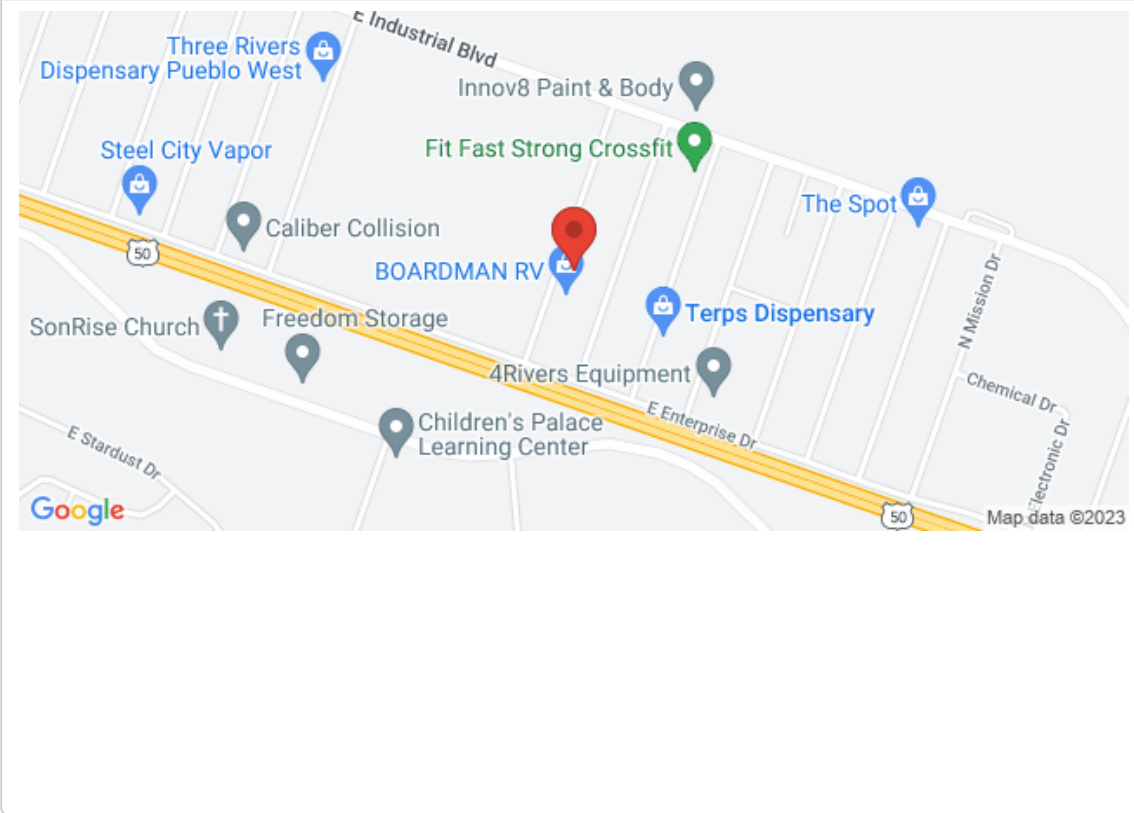 E Industrial Blvd
Three Rivers
Dispensary Pueblo West
Innov8 Paint & Body
Steel City Vapor
Fit Fast Strong Crossfit
The Spot
Caliber Collision
50
BOARDMAN RV
N Mission Dr
SonRise Church
Freedom Storage
Terps Dispensary
4Rivers Equipment
Chemical Dr
E Enterprise Dr
Children's Palace
Learning Center
E Stardust Dr
Electronic Dr
Google
50
Map data ©2023